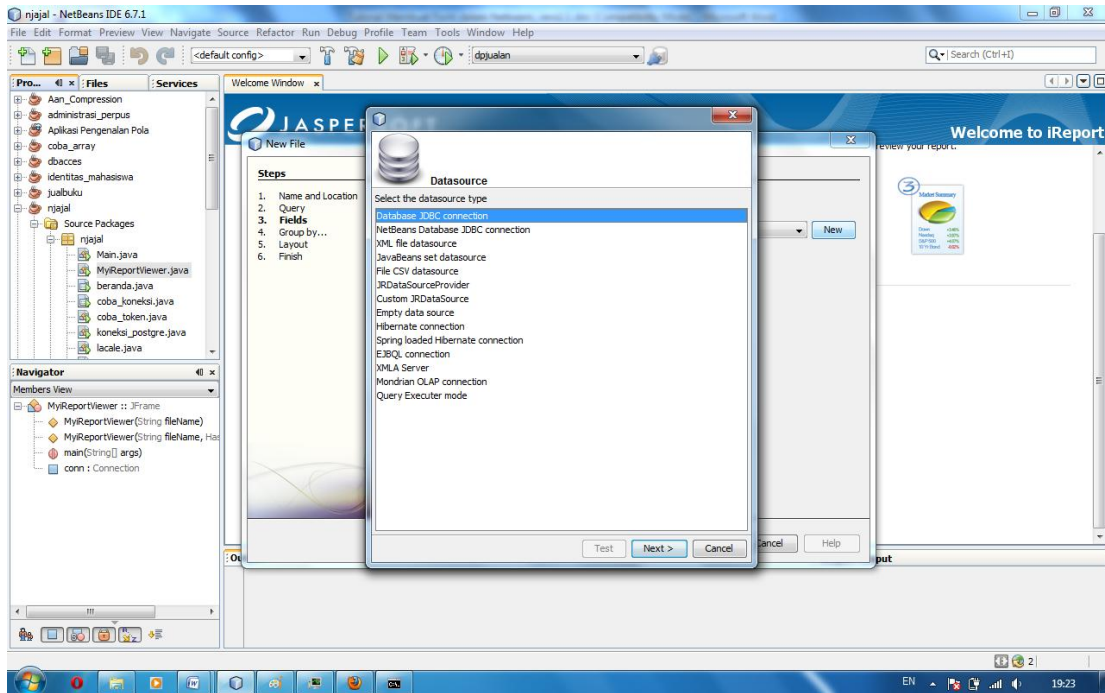 njajal - NetBeans IDE 6.7.1
File Edit Format Preview View Navigate Source Refactor Run Debug Profile Team Tools Window Help
<default config>
dpjualan
Search (Ctrl+I)
Pro...
Files
Services
Welcome Window
Aan_Compression
administrasi_perpus
Aplikasi Pengenalan Pola
coba_array
dbacces
identitas_mahasiswa
jualbuku
njajal
Source Packages
njajal
Main.java
MyiReportViewer.java
beranda.java
coba_koneksi.java
coba_token.java
koneksi_postgre.java
lacale.java
Navigator
Members View
MyiReportViewer :: JFrame
MyiReportViewer(String fileName)
MyiReportViewer(String fileName, Has
main(String[] args)
conn : Connection
JASPERSOFT
Welcome to iReport
review your report.
3
Market Summary
New File
Steps
1. Name and Location
2. Query
3. Fields
4. Group by...
5. Layout
6. Finish
New
Cancel
Help
Datasource
Select the datasource type
Database JDBC connection
NetBeans Database JDBC connection
XML file datasource
JavaBeans set datasource
File CSV datasource
JRDataSourceProvider
Custom JRDataSource
Empty data source
Hibernate connection
Spring loaded Hibernate connection
EJBQL connection
XMLA Server
Mondrian OLAP connection
Query Executer mode
Test
Next >
Cancel
: Ou
put
2
EN
19:23